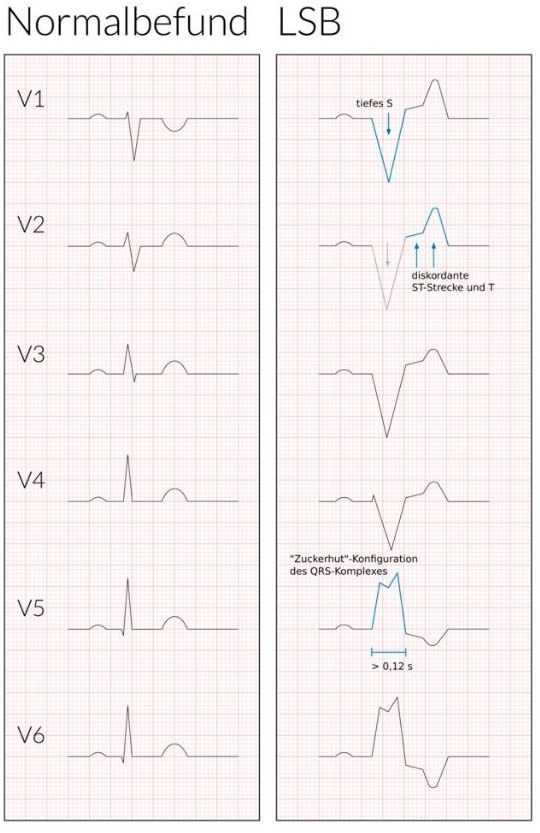 Normalbefund
LSB
V1
tiefes S
V2
diskordante
ST-Strecke und T
V3
V4
"Zuckerhut"-Konfiguration
des QRS-Komplexes
V5
> 0,12 s
V6